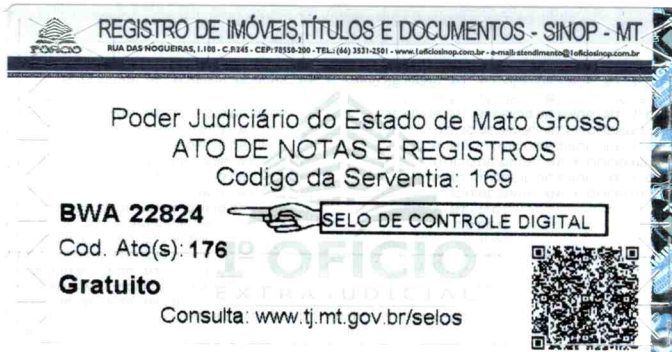 REGISTRO DE IMÓVEIS,TÍTULOS E DOCUMENTOS - SINOP - MT
1º OFÍCIO
RUA DAS NOGUEIRAS, 1.108 - C.P.245 - CEP: 78550-200 - TEL.: (66) 3531-2501 - www.1oficiosinop.com.br - e-mail: atendimento@1oficiosinop.com.br
Poder Judiciário do Estado de Mato Grosso
ATO DE NOTAS E REGISTROS
Codigo da Serventia: 169
BWA 22824
SELO DE CONTROLE DIGITAL
Cod. Ato(s): 176
1º OFICIO
Gratuito
EXTRAJUDICIAL
Consulta: www.tj.mt.gov.br/selos